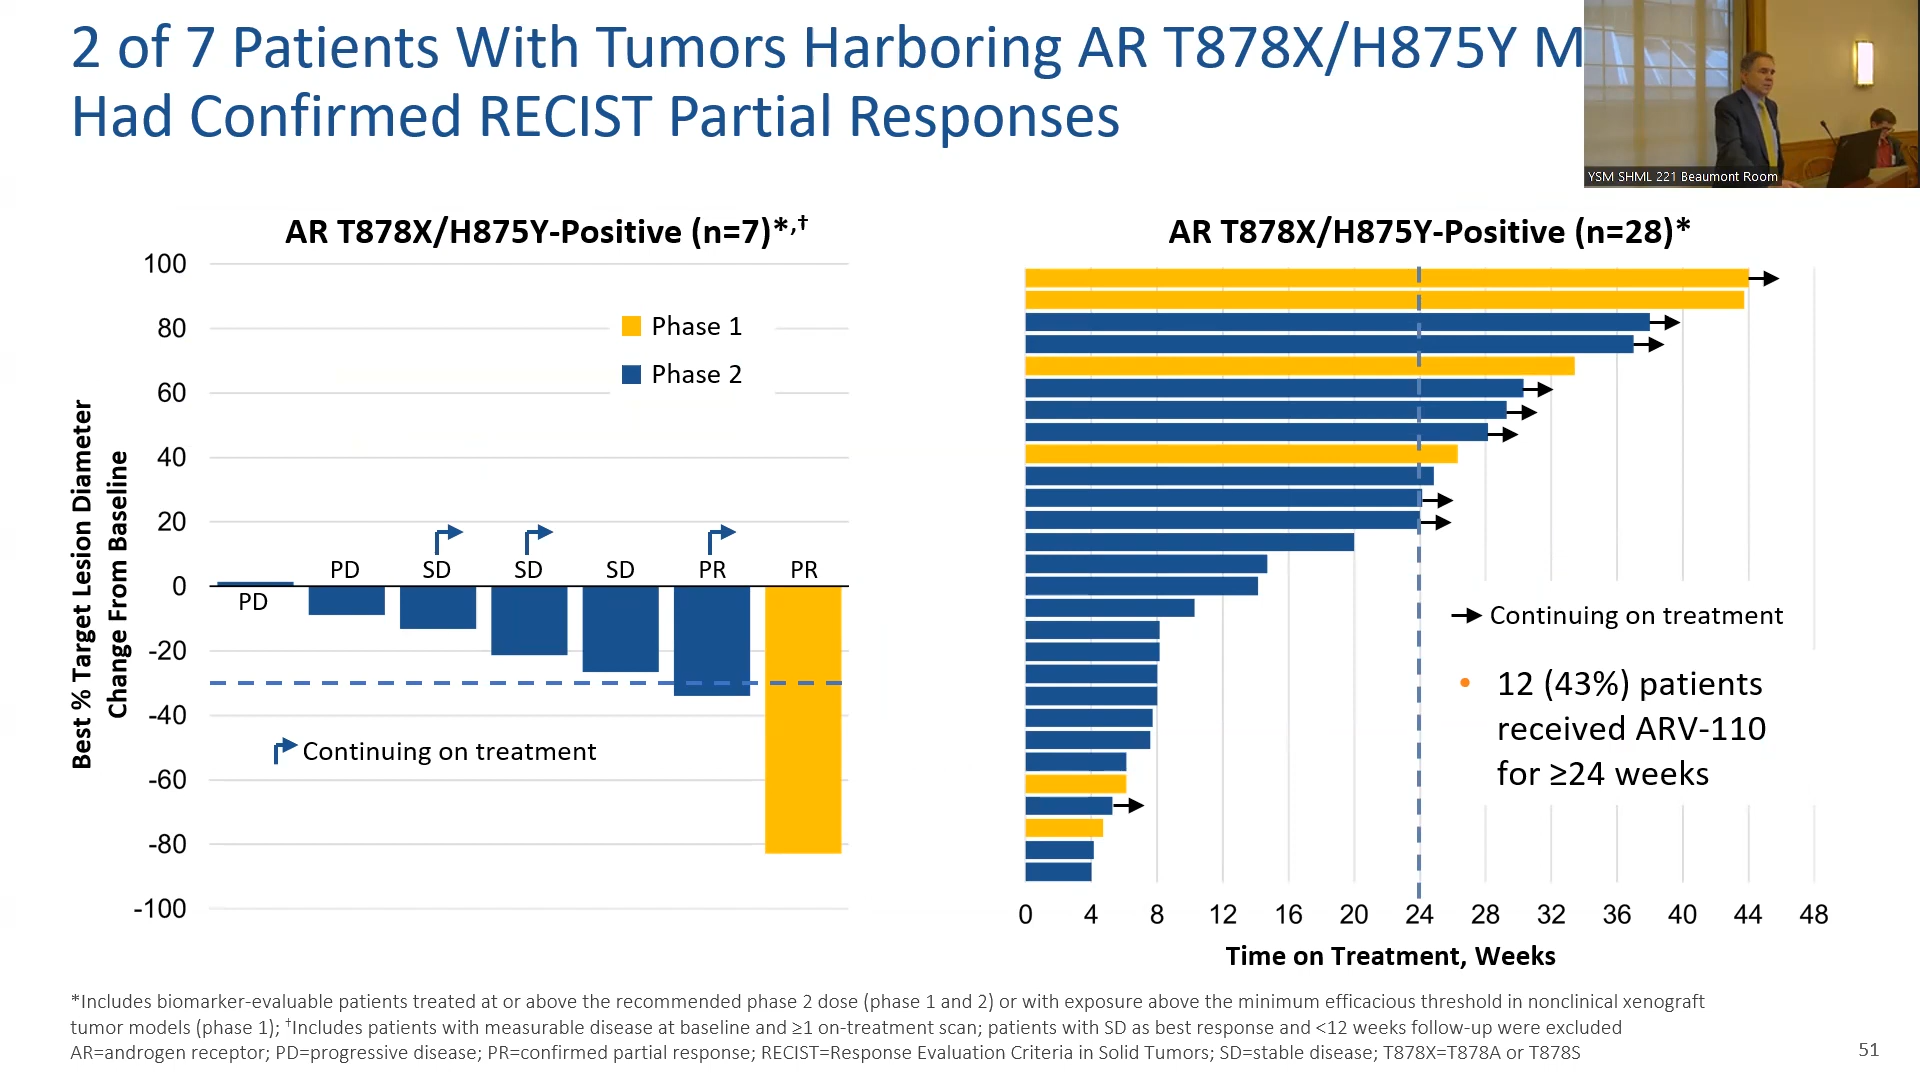 2 of 7 Patients With Tumors Harboring AR T878X/H875Y M
Had Confirmed RECIST Partial Responses
YSM SHML 221 Beaumont Room
AR T878X/H875Y-Positive (n=7)*,†
100
80
60
40
20
0
-20
-40
-60
-80
-100
Best % Target Lesion Diameter
Change From Baseline
Phase 1
Phase 2
PD
PD
SD
SD
SD
PR
PR
Continuing on treatment
AR T878X/H875Y-Positive (n=28)*
Continuing on treatment
• 12 (43%) patients
received ARV-110
for ≥24 weeks
0 4 8 12 16 20 24 28 32 36 40 44 48
Time on Treatment, Weeks
*Includes biomarker-evaluable patients treated at or above the recommended phase 2 dose (phase 1 and 2) or with exposure above the minimum efficacious threshold in nonclinical xenograft
tumor models (phase 1); †Includes patients with measurable disease at baseline and ≥1 on-treatment scan; patients with SD as best response and <12 weeks follow-up were excluded
AR=androgen receptor; PD=progressive disease; PR=confirmed partial response; RECIST=Response Evaluation Criteria in Solid Tumors; SD=stable disease; T878X=T878A or T878S
51